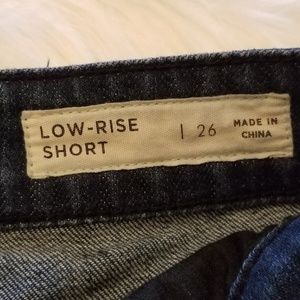 LOW-RISE
SHORT
| 26
MADE IN
CHINA